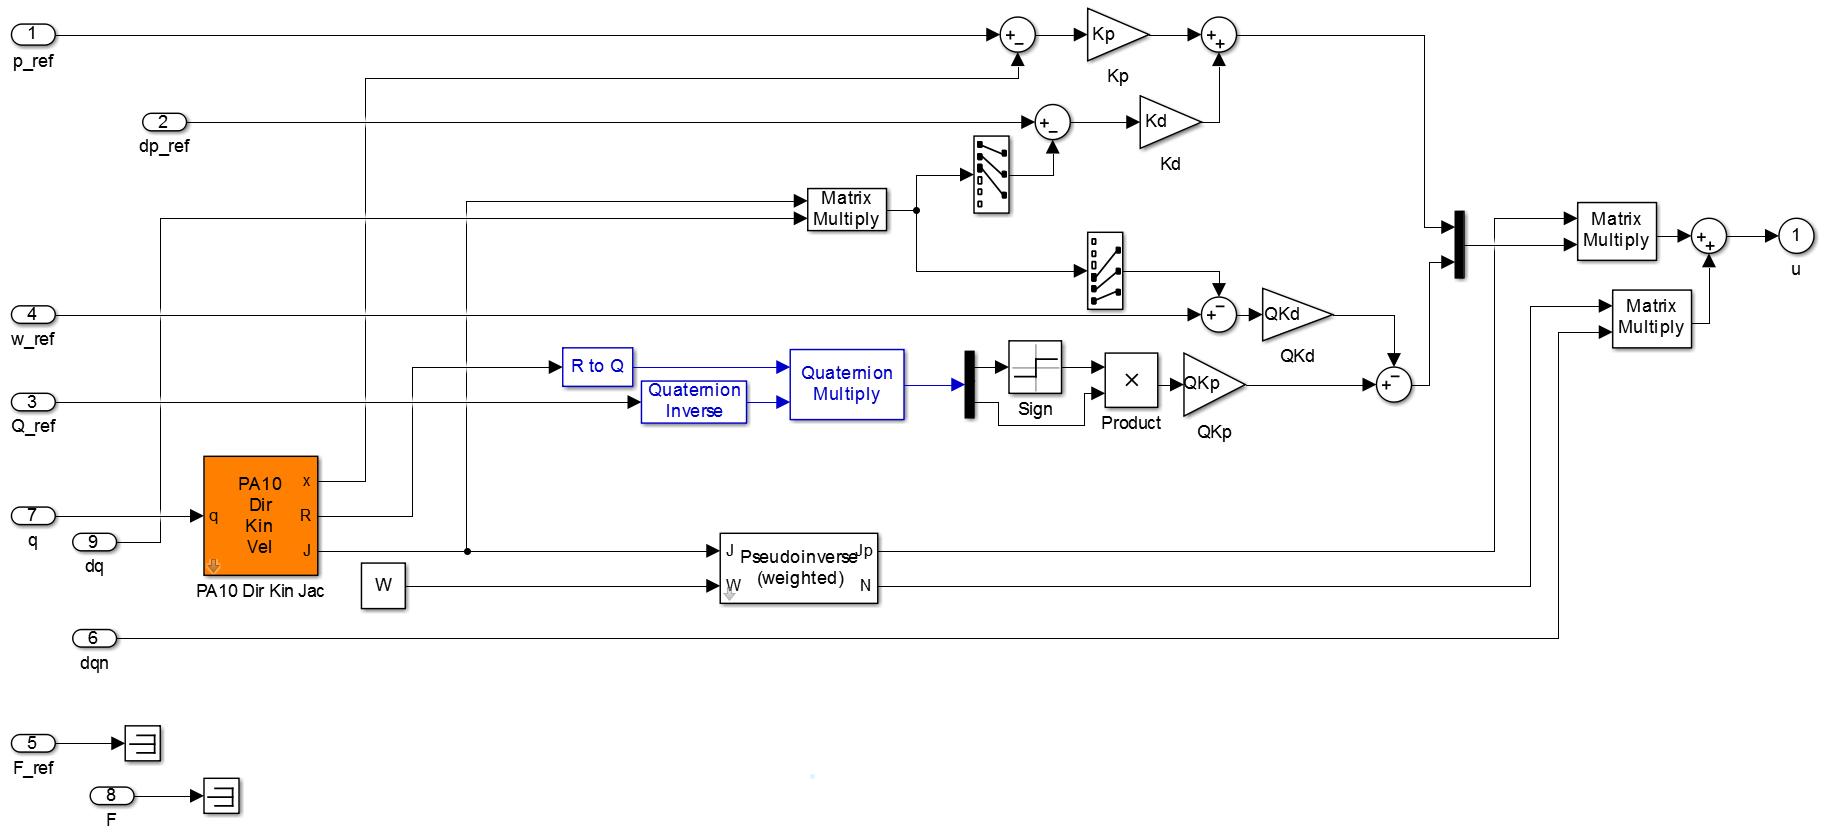 1
p_ref
+
−
Kp
Kp
+
+
2
dp_ref
+
−
Kd
Kd
Matrix
Multiply
Matrix
Multiply
+
+
1
u
4
w_ref
−
+
QKd
QKd
Matrix
Multiply
3
Q_ref
R to Q
Quaternion
Inverse
Quaternion
Multiply
Sign
×
Product
QKp
QKp
−
+
7
q
9
dq
q
PA10
Dir
Kin
Vel
x
R
J
PA10 Dir Kin Jac
W
J
W
Pseudoinverse
(weighted)
Jp
N
6
dqn
5
F_ref
8
F